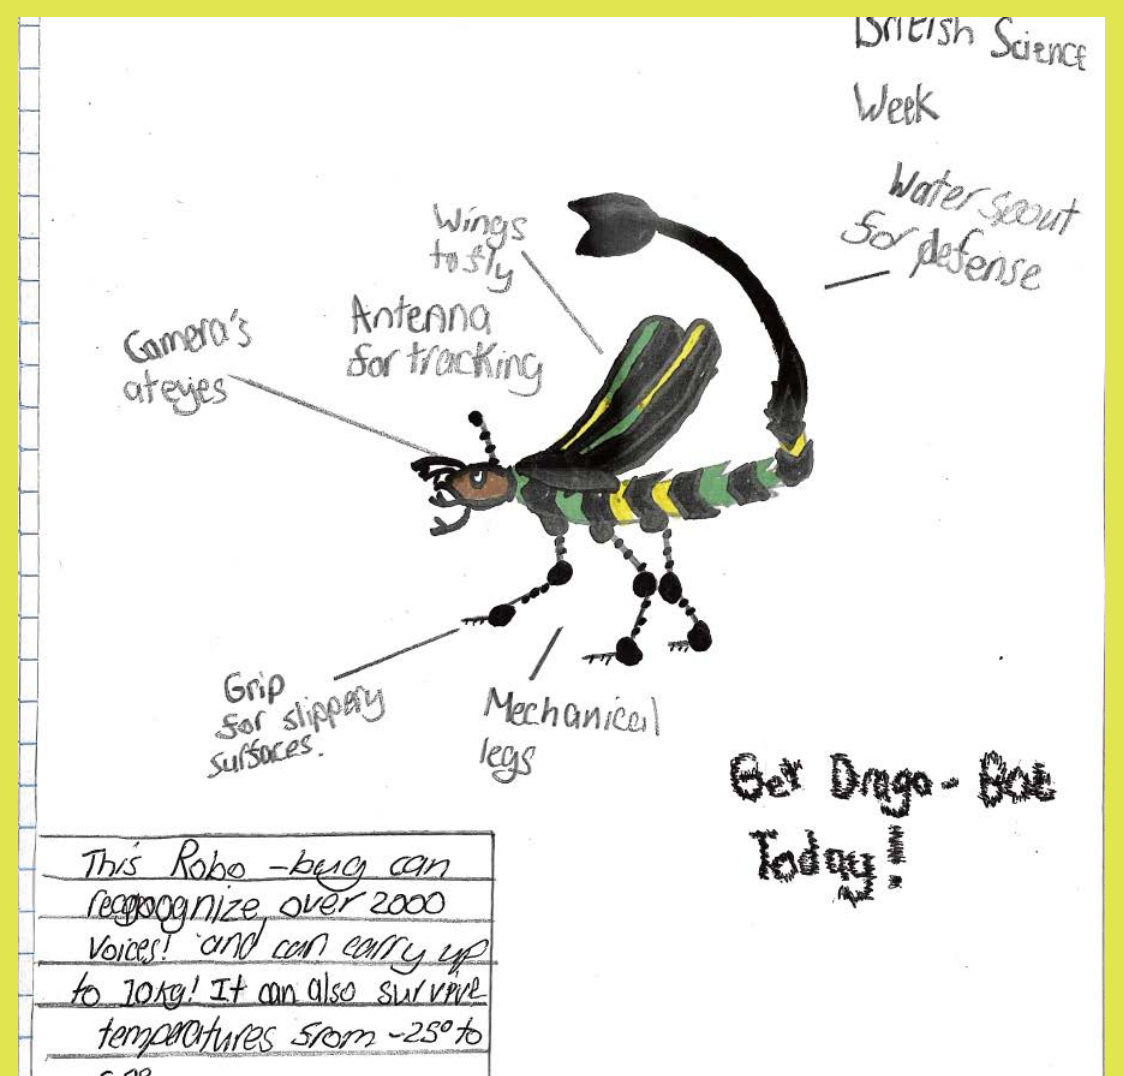 British Science
Week
Water spout
for defense
Wings
to fly
Antenna
for tracking
Camera's
at eyes
Grip
for slippery
surfaces.
Mechanical
legs
Get Drago-Bot
Today!
This Robo-bug can
recgoognize over 2000
voices! and can carry up
to 10kg! It can also survive
temperatures from -25° to